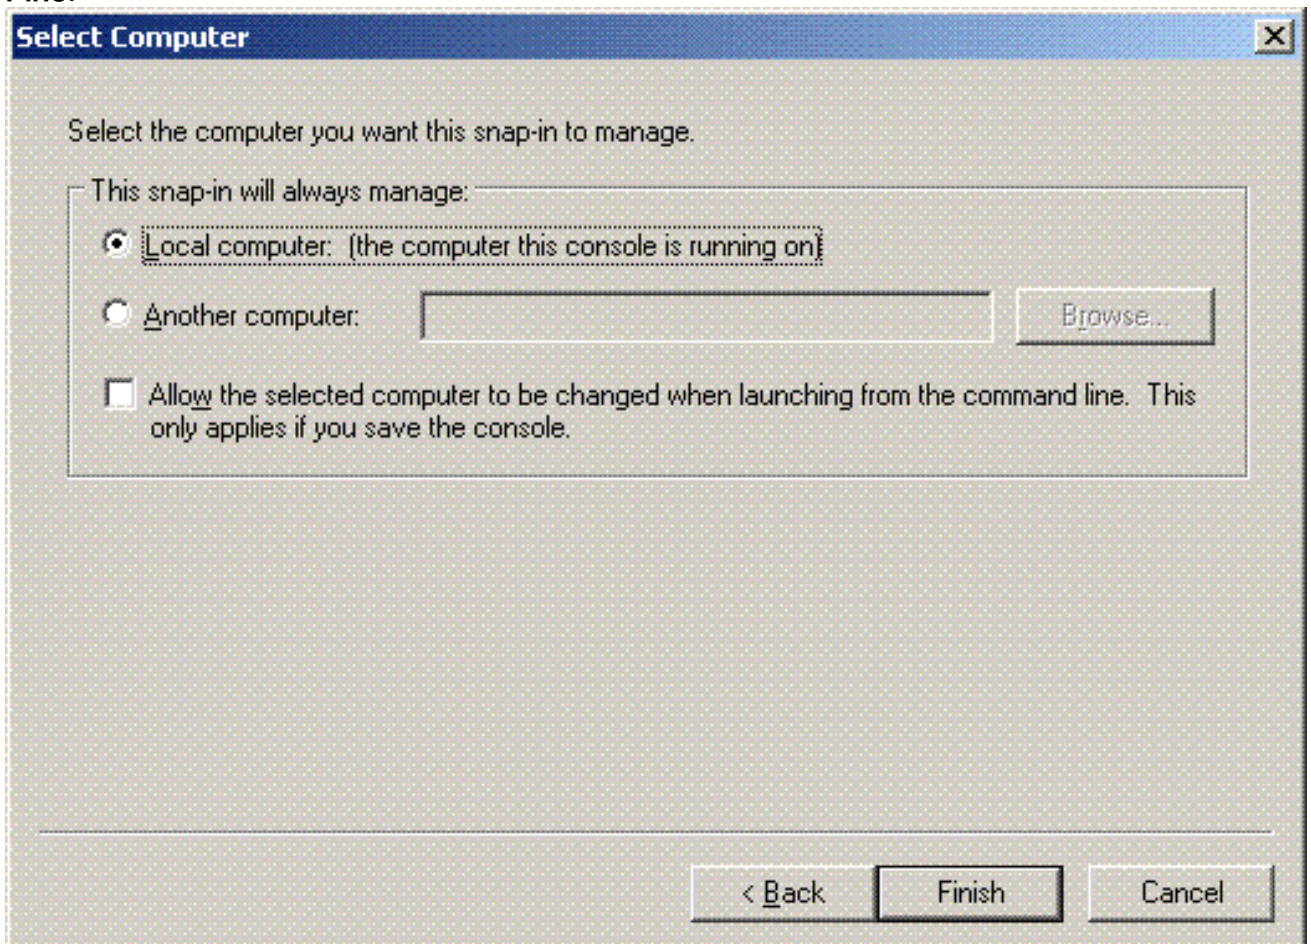 Select Computer
Select the computer you want this snap-in to manage.
This snap-in will always manage:
Local computer:  (the computer this console is running on)
Another computer:
Browse...
Allow the selected computer to be changed when launching from the command line.  This
only applies if you save the console.
< Back
Finish
Cancel